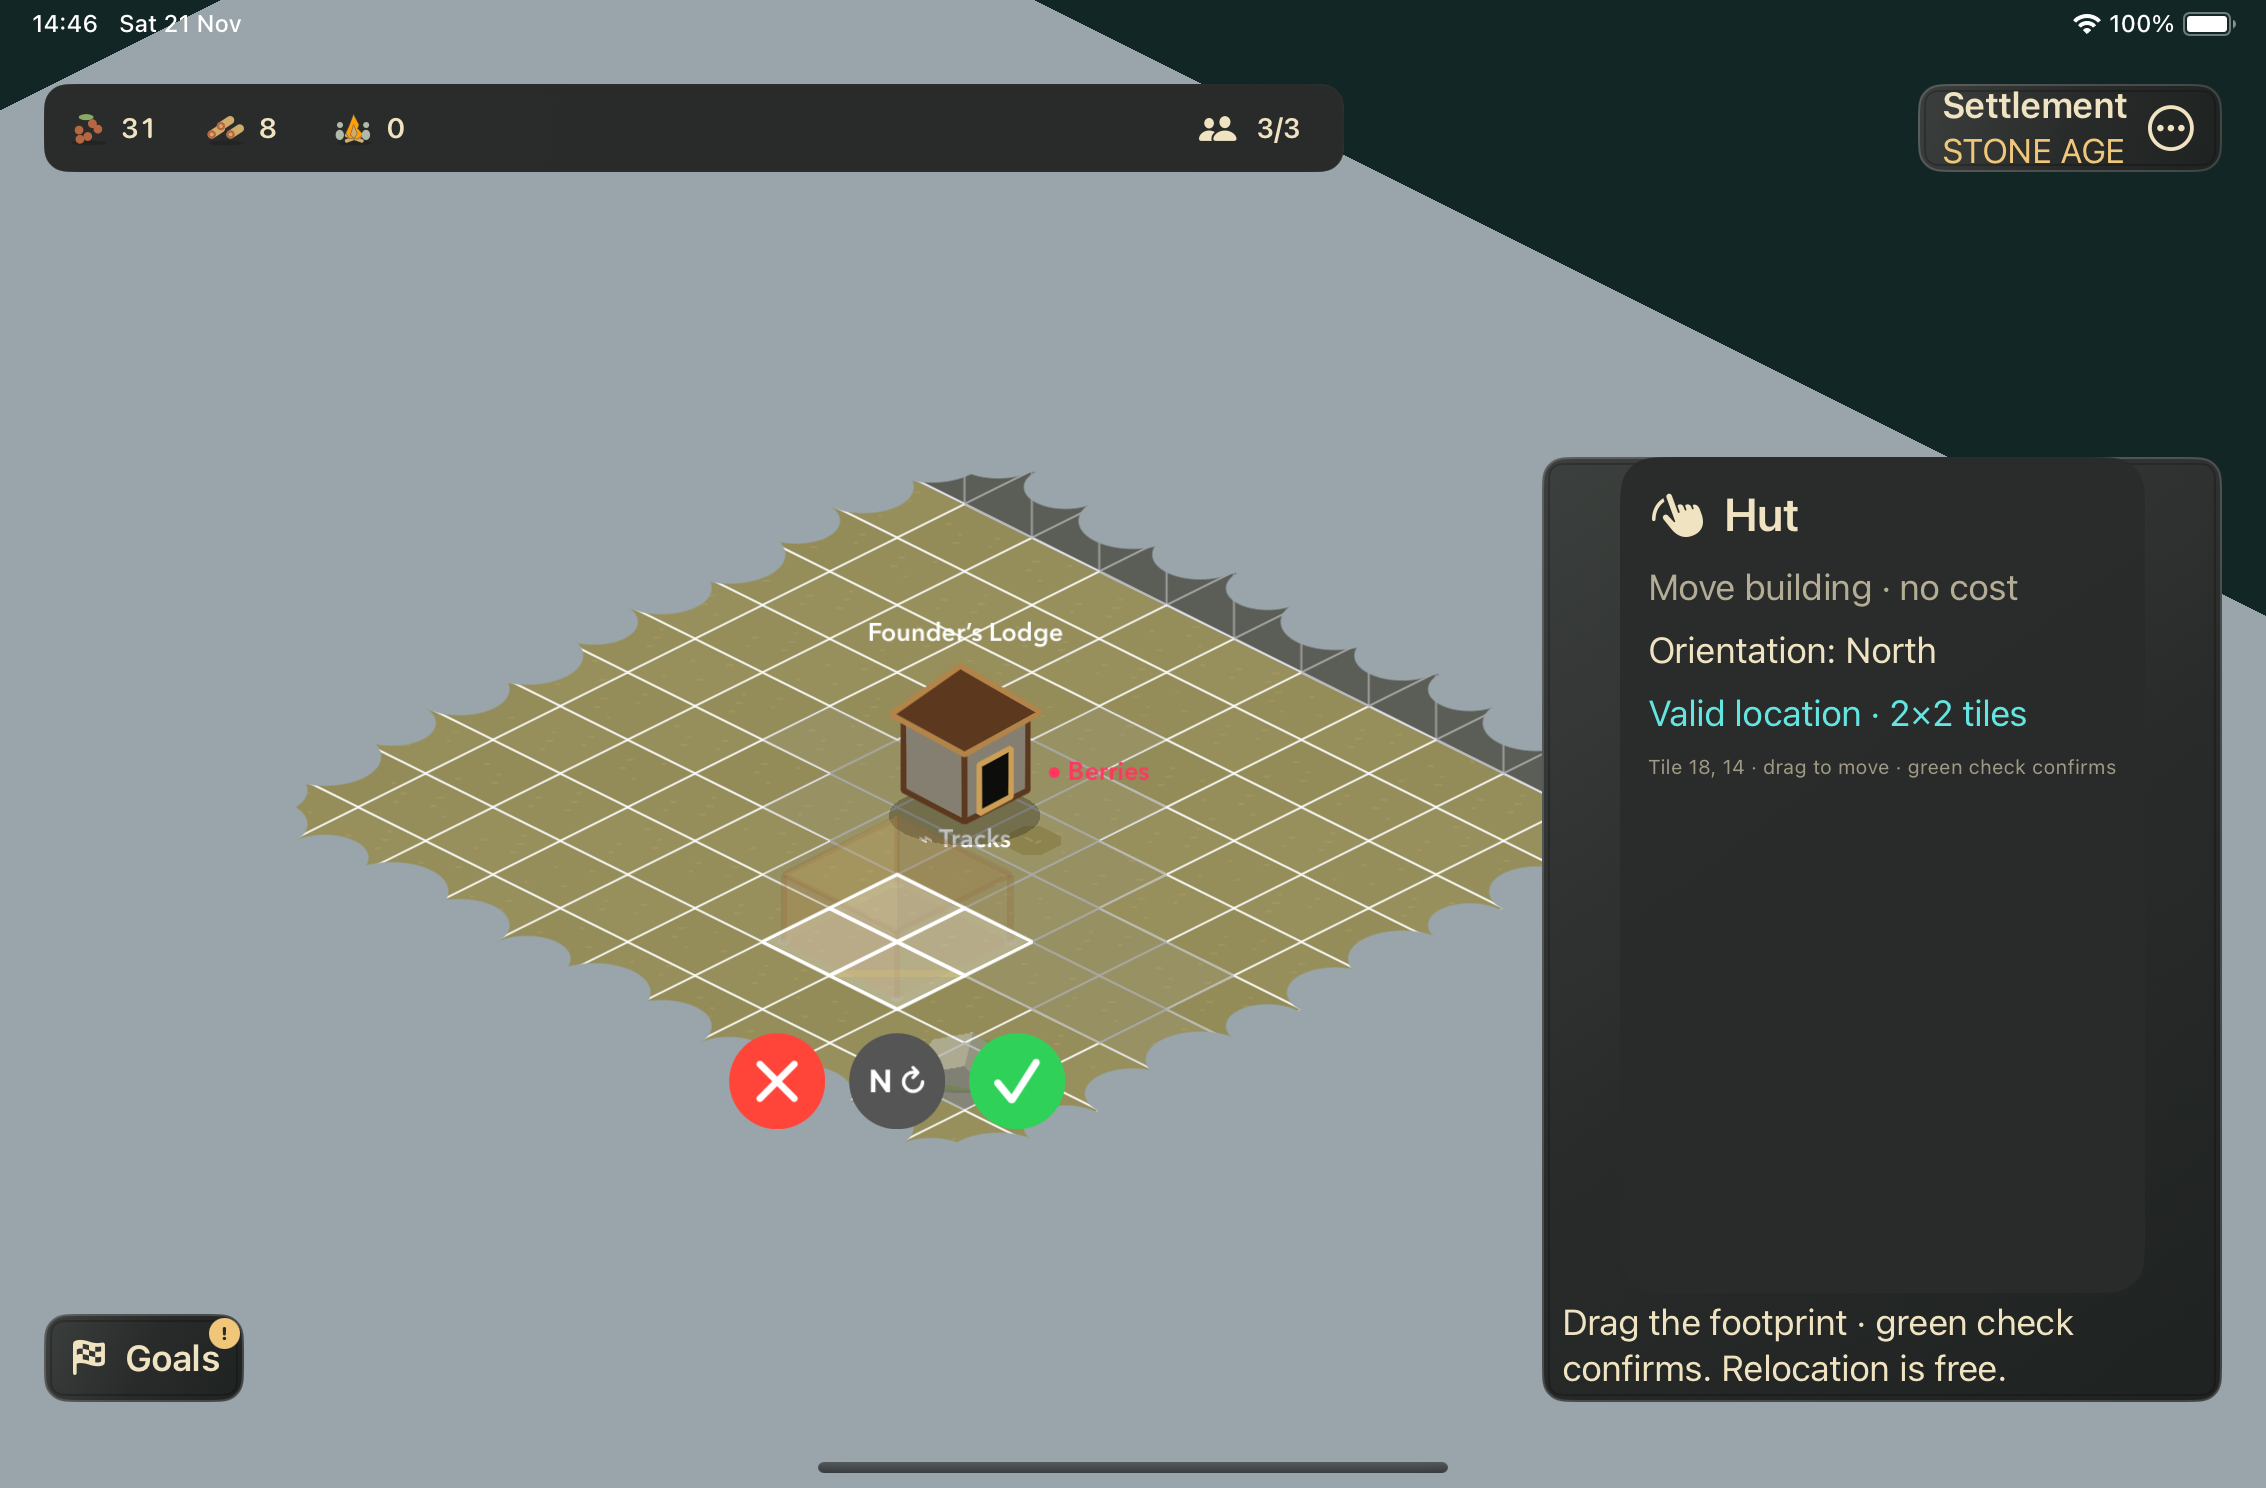 14:46 Sat 21 Nov
100%
31 8 0 3/3
Settlement
STONE AGE
Founder's Lodge
Berries
Tracks
N
Hut
Move building · no cost
Orientation: North
Valid location · 2×2 tiles
Tile 18, 14 · drag to move · green check confirms
Drag the footprint · green check
confirms. Relocation is free.
Goals
!